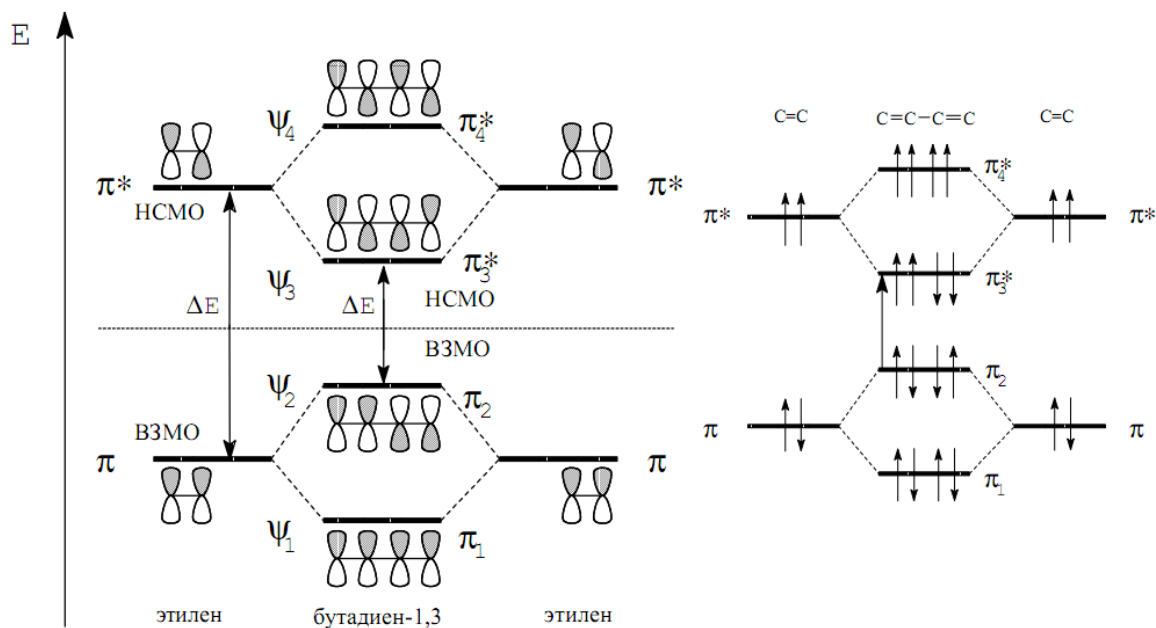 E
C=C
C=C-C=C
C=C
ψ4
π4*
π4*
π*
π*
π*
π*
НСМО
ψ3
π3*
π3*
ΔE
ΔE
НСМО
ВЗМО
ψ2
π2
π2
ВЗМО
π
π
π
π
ψ1
π1
π1
этилен
бутадиен-1,3
этилен